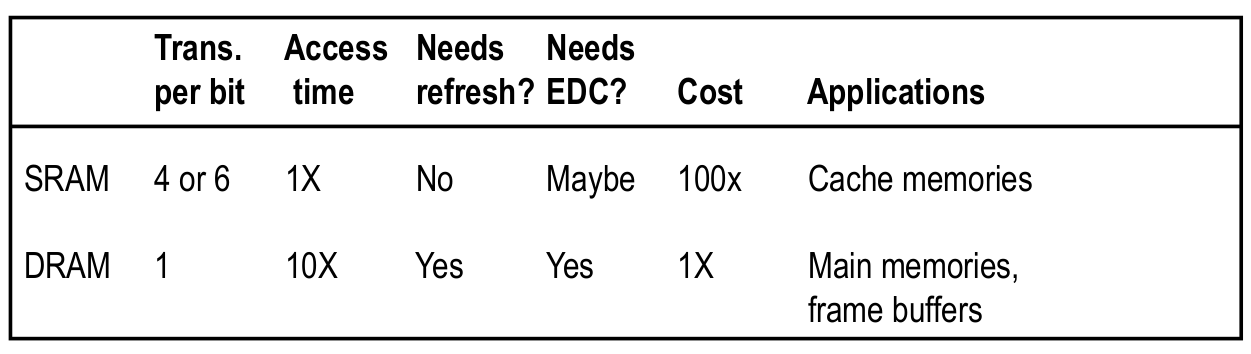 Trans. Access Needs Needs
per bit time refresh? EDC? Cost Applications
SRAM 4 or 6 1X No Maybe 100x Cache memories
DRAM 1 10X Yes Yes 1X Main memories,
frame buffers